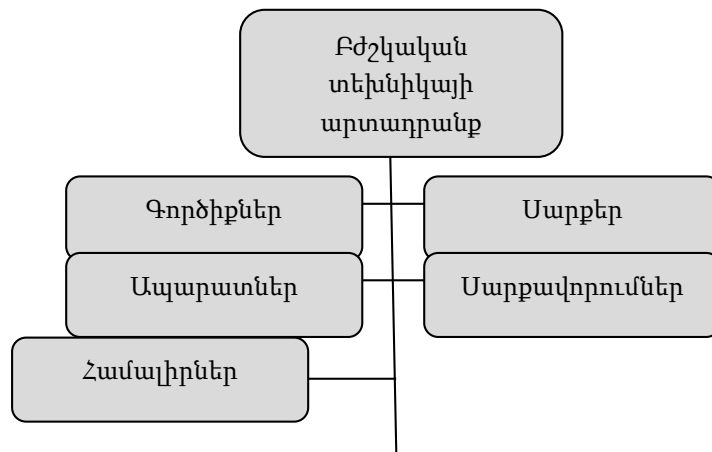 Բժշկական
տեխնիկայի
արտադրանք
Գործիքներ
Սարքեր
Ապարատներ
Սարքավորումներ
Համալիրներ